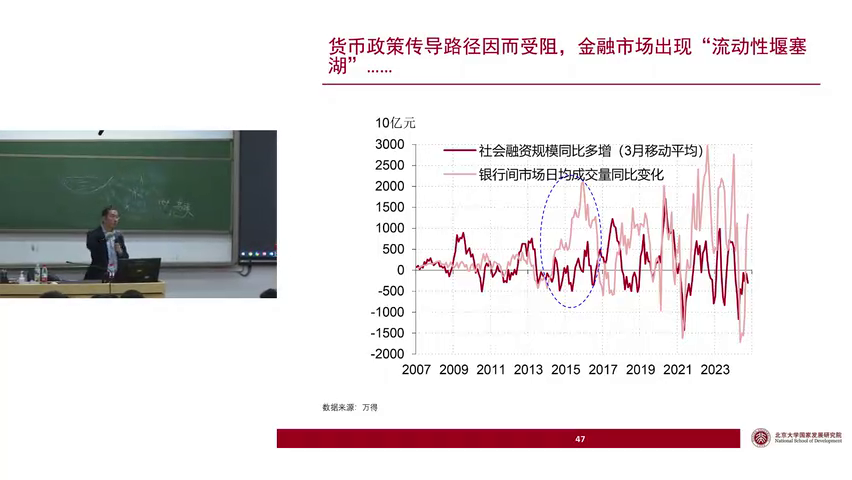 货币政策传导路径因而受阻，金融市场出现“流动性堰塞
湖”……
10亿元
社会融资规模同比多增（3月移动平均）
银行间市场日均成交量同比变化
3000
2500
2000
1500
1000
500
0
-500
-1000
-1500
-2000
2007 2009 2011 2013 2015 2017 2019 2021 2023
数据来源：万得
47
北京大学国家发展研究院
National School of Development